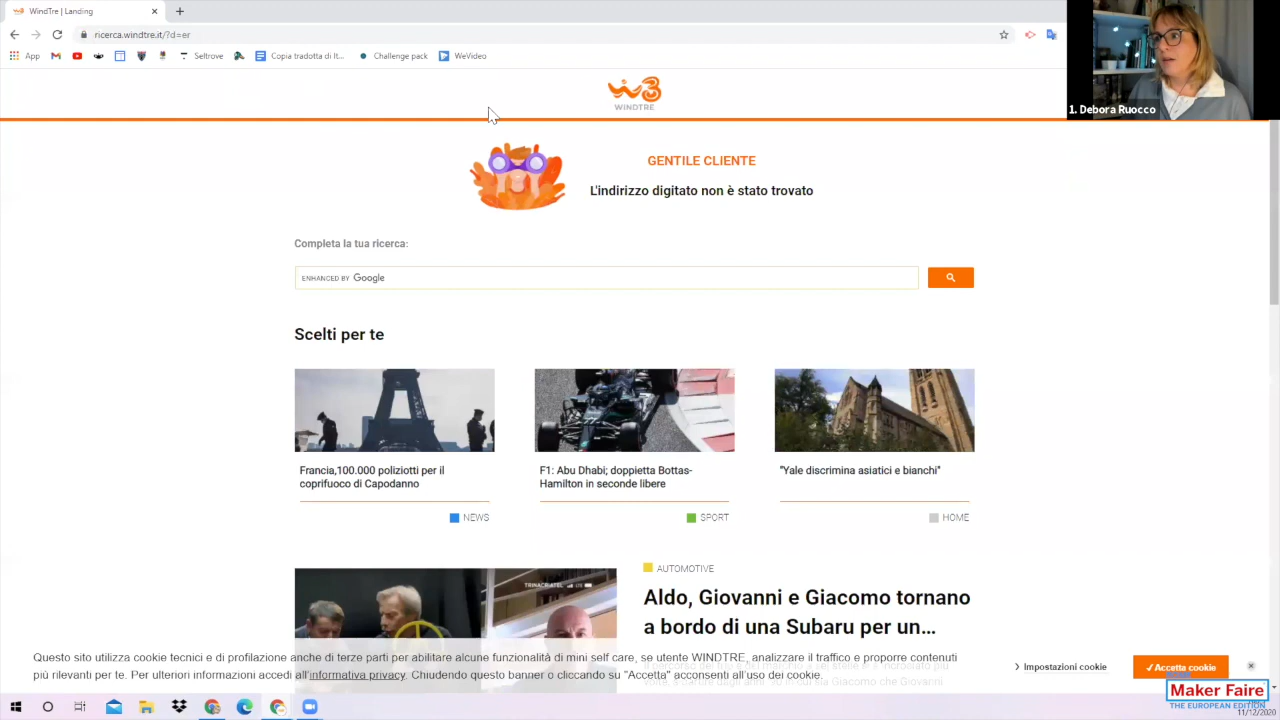 WindTre | Landing
ricerca.windtre.it/?d=er
App
Seltrove
Copia tradotta di It...
Challenge pack
WeVideo
1. Debora Ruocco
WINDTRE
GENTILE CLIENTE
L'indirizzo digitato non è stato trovato
Completa la tua ricerca:
ENHANCED BY Google
Scelti per te
Francia,100.000 poliziotti per il
coprifuoco di Capodanno
NEWS
F1: Abu Dhabi; doppietta Bottas-
Hamilton in seconde libere
SPORT
"Yale discrimina asiatici e bianchi"
HOME
TRINACRIATEL
AUTOMOTIVE
Aldo, Giovanni e Giacomo tornano
a bordo di una Subaru per un...
Questo sito utilizza cookie tecnici e di profilazione anche di terze parti per abilitare alcune funzionalità di mini self care, se utente WINDTRE, analizzare il traffico e proporre contenuti
più rilevanti per te. Per ulteriori informazioni accedi all'informativa privacy. Chiudendo questo banner o cliccando su "Accetta" acconsenti all'uso dei cookie.
Impostazioni cookie
Accetta cookie
Maker Faire
THE EUROPEAN EDITION
11/12/2020